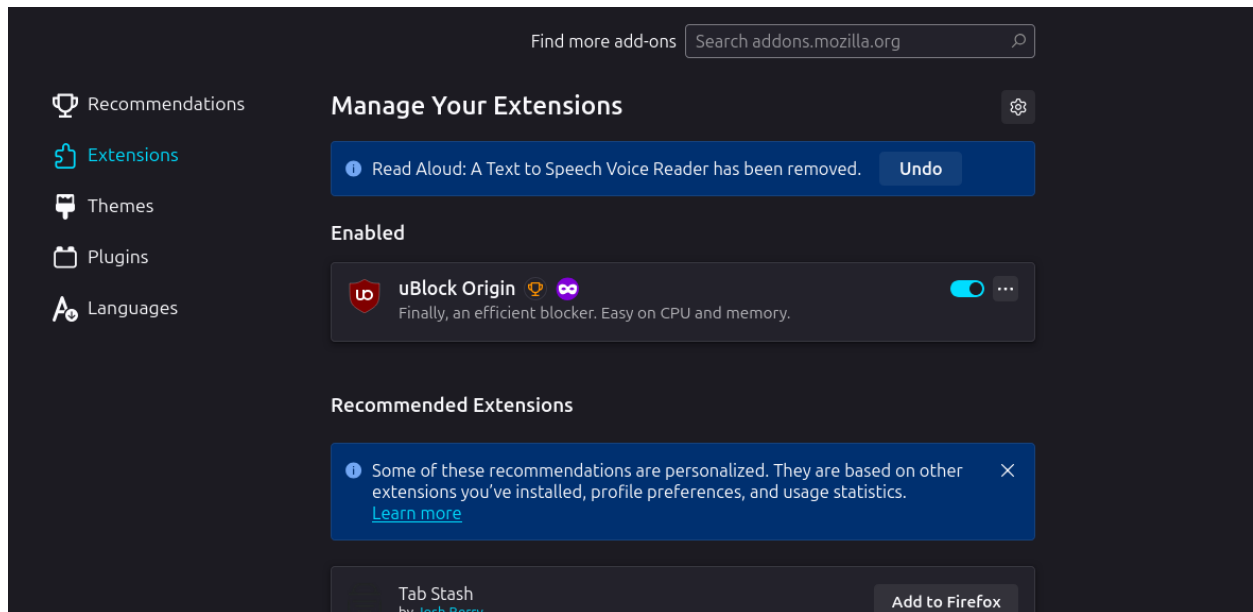 Find more add-ons
Search addons.mozilla.org
Recommendations
Extensions
Themes
Plugins
Languages
Manage Your Extensions
Read Aloud: A Text to Speech Voice Reader has been removed.
Undo
Enabled
uBlock Origin
Finally, an efficient blocker. Easy on CPU and memory.
Recommended Extensions
Some of these recommendations are personalized. They are based on other
extensions you’ve installed, profile preferences, and usage statistics.
Learn more
Tab Stash
by Josh Berry
Add to Firefox